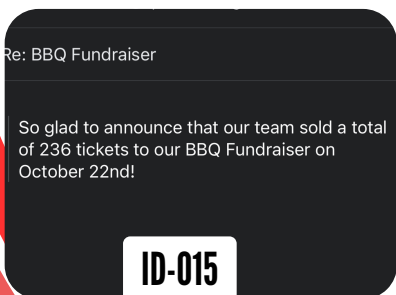 Re: BBQ Fundraiser
So glad to announce that our team sold a total
of 236 tickets to our BBQ Fundraiser on
October 22nd!
ID-015